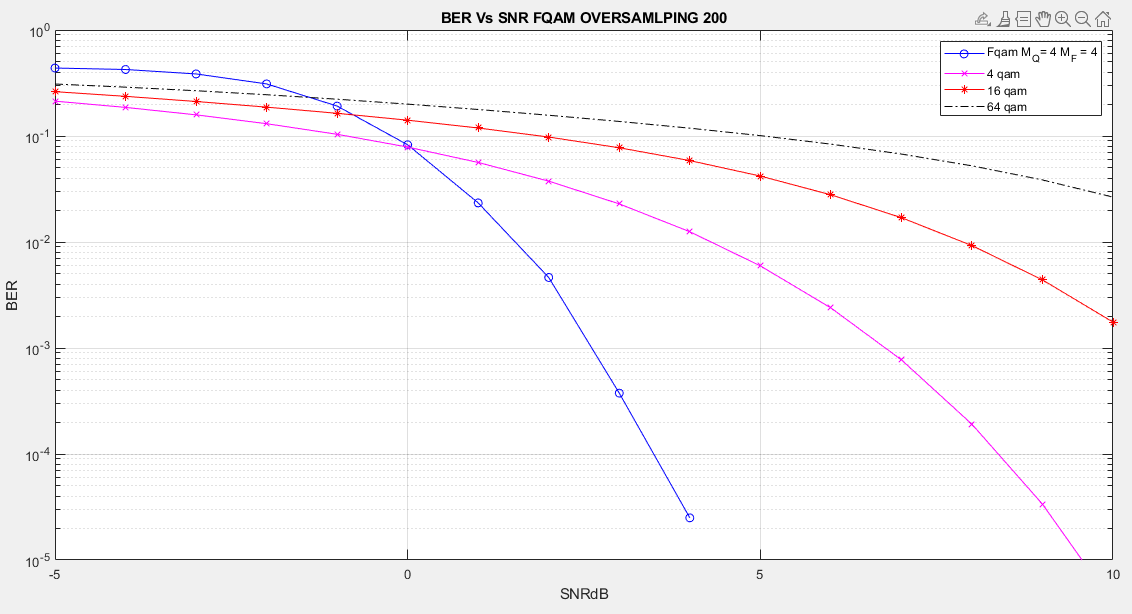 BER Vs SNR FQAM OVERSAMLPING 200
Fqam M_Q = 4 M_F = 4
4 qam
16 qam
64 qam
10^0
10^-1
10^-2
10^-3
10^-4
10^-5
BER
-5
0
5
10
SNRdB